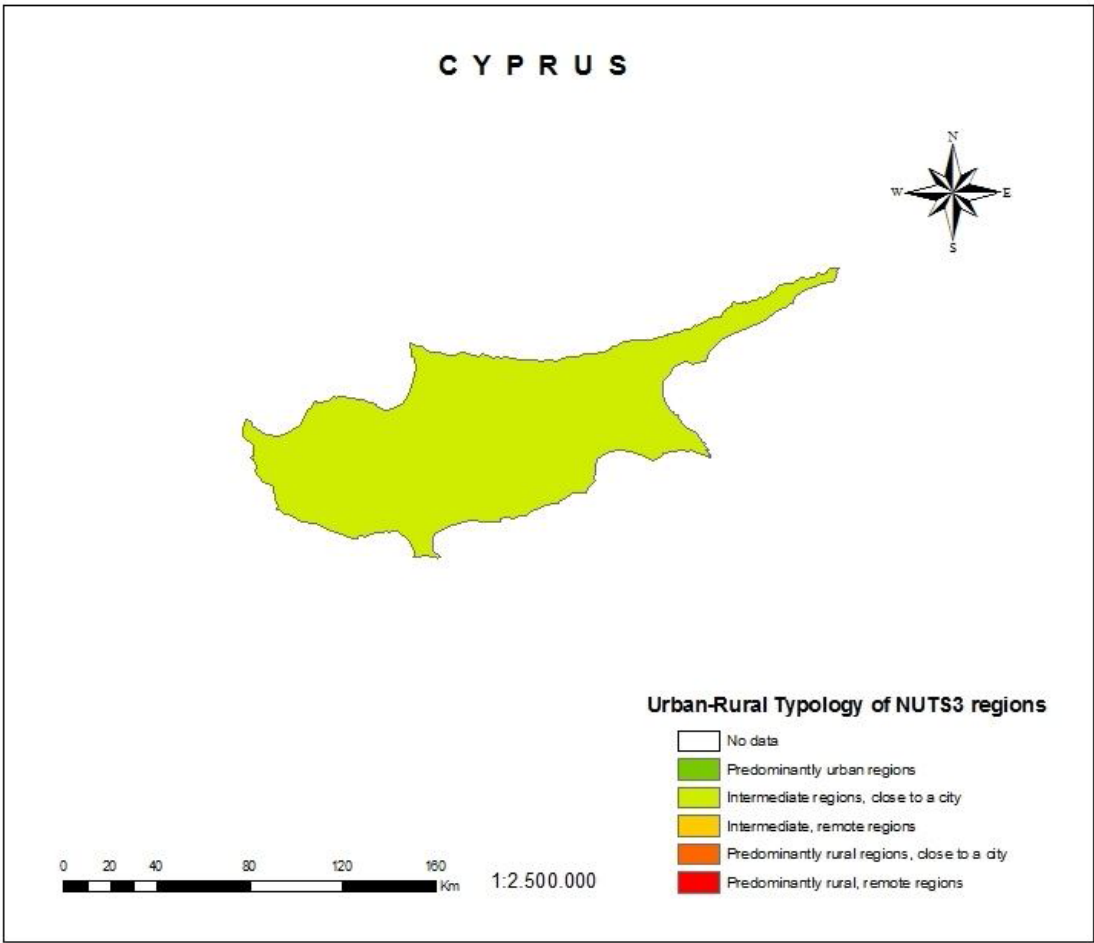 C Y P R U S
N
W E
S
Urban-Rural Typology of NUTS3 regions
No data
Predominantly urban regions
Intermediate regions, close to a city
Intermediate, remote regions
Predominantly rural regions, close to a city
Predominantly rural, remote regions
0 20 40 80 120 160
Km
1:2.500.000